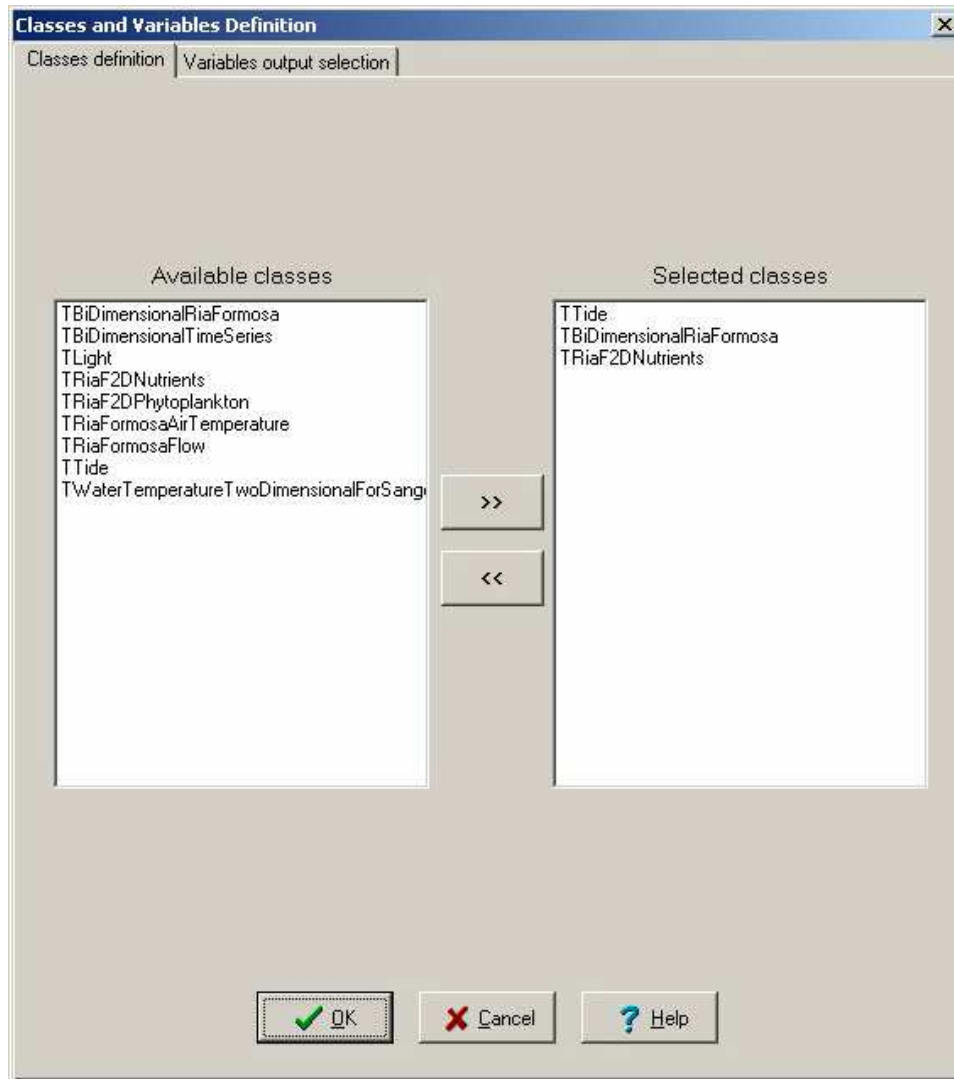 Classes and Variables Definition
Classes definition
Variables output selection
Available classes
TBiDimensionalRiaFormosa
TBiDimensionalTimeSeries
TLight
TRiaF2DNutrients
TRiaF2DPhytoplankton
TRiaFormosaAirTemperature
TRiaFormosaFlow
TTide
TWaterTemperatureTwoDimensionalForSang
>>
<<
Selected classes
TTide
TBiDimensionalRiaFormosa
TRiaF2DNutrients
OK
Cancel
? Help